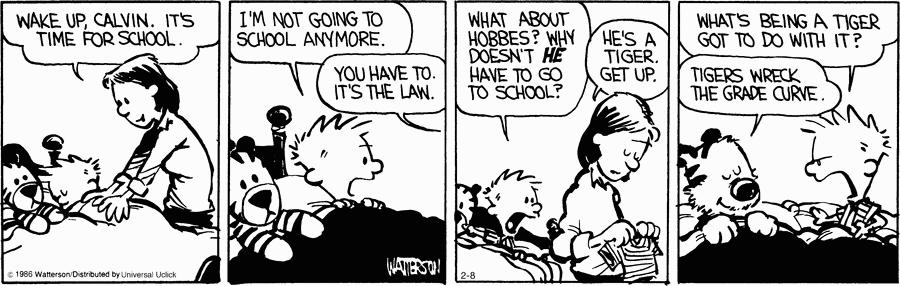 WAKE UP, CALVIN. IT'S
TIME FOR SCHOOL.
© 1986 Watterson/Distributed by Universal Uclick
I'M NOT GOING TO
SCHOOL ANYMORE.
YOU HAVE TO.
IT'S THE LAW.
WATTERSON
WHAT ABOUT
HOBBES? WHY
DOESN'T HE
HAVE TO GO
TO SCHOOL?
HE'S A
TIGER.
GET UP.
2-8
WHAT'S BEING A TIGER
GOT TO DO WITH IT?
TIGERS WRECK
THE GRADE CURVE.